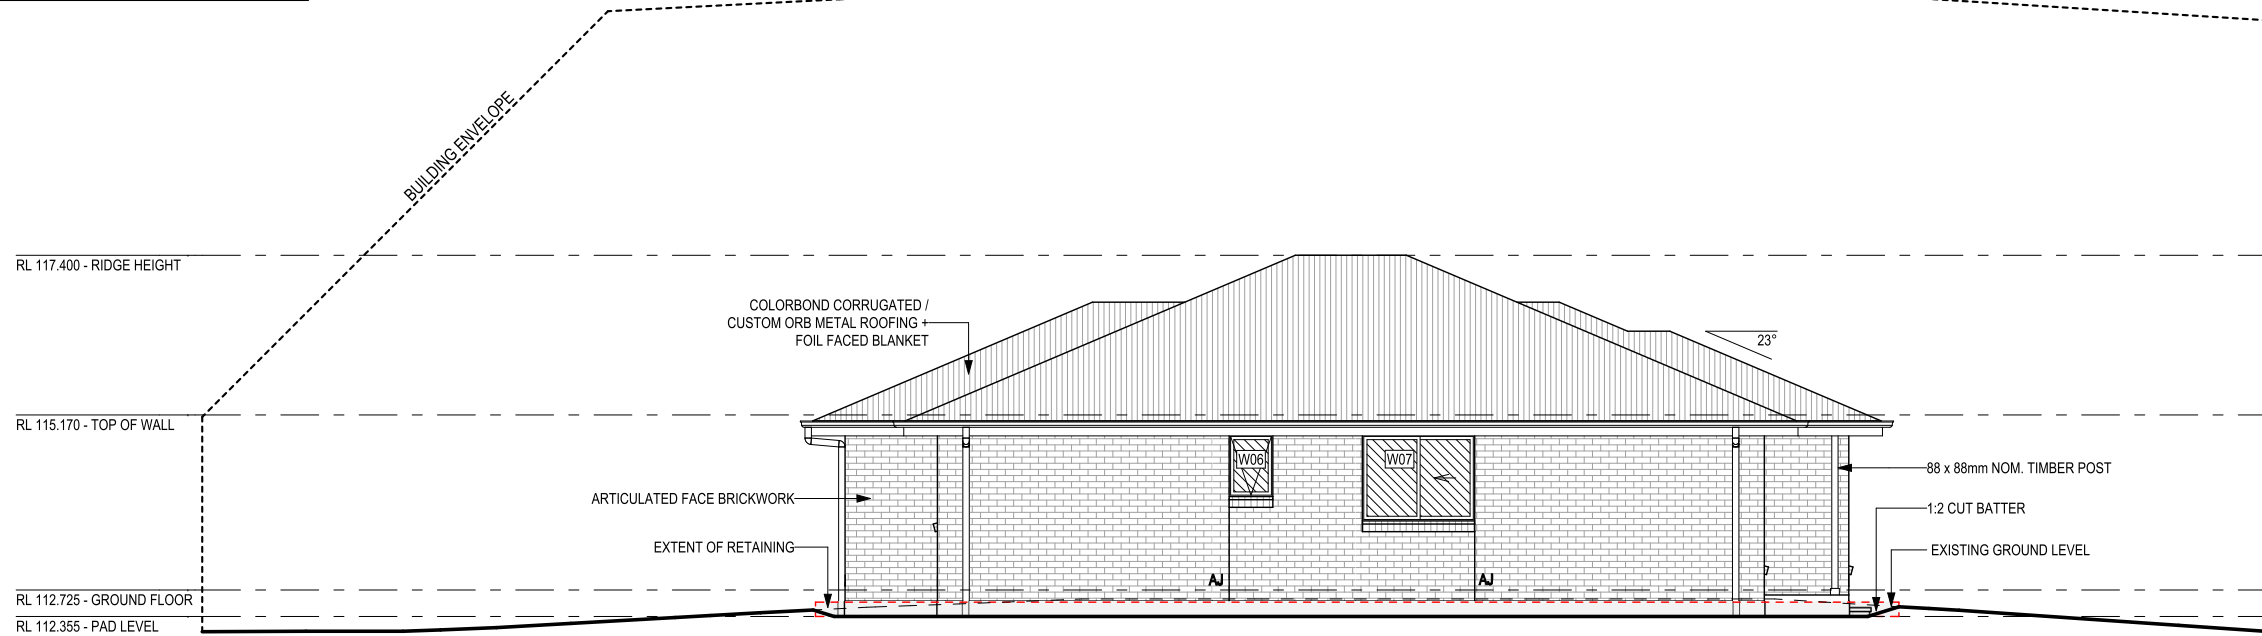 BUILDING ENVELOPE
RL 117.400 - RIDGE HEIGHT
COLORBOND CORRUGATED /
CUSTOM ORB METAL ROOFING +
FOIL FACED BLANKET
23°
RL 115.170 - TOP OF WALL
W06
W07
88 x 88mm NOM. TIMBER POST
ARTICULATED FACE BRICKWORK
1:2 CUT BATTER
EXTENT OF RETAINING
EXISTING GROUND LEVEL
AJ
AJ
RL 112.725 - GROUND FLOOR
RL 112.355 - PAD LEVEL